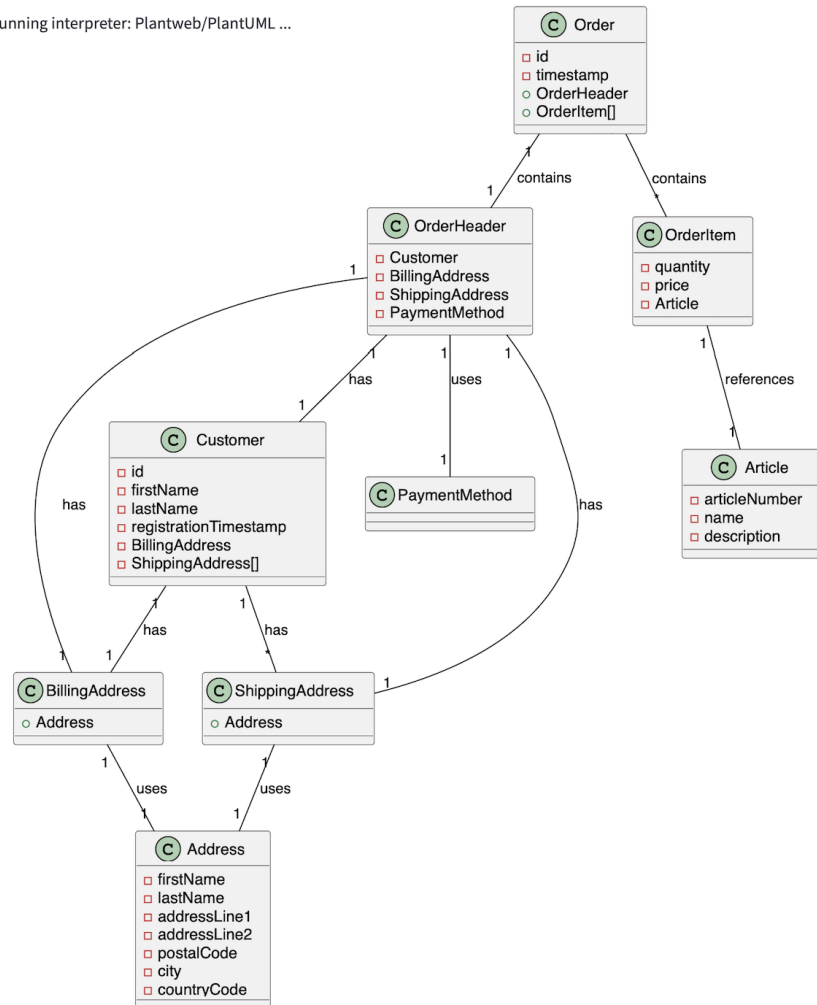 unning interpreter: Plantweb/PlantUML ...
C Order
id
timestamp
OrderHeader
OrderItem[]
1
contains
1
contains
*
C OrderHeader
Customer
BillingAddress
ShippingAddress
PaymentMethod
C OrderItem
quantity
price
Article
1
1
has
1
1
uses
1
1
has
1
references
1
C Customer
id
firstName
lastName
registrationTimestamp
BillingAddress
ShippingAddress[]
C PaymentMethod
C Article
articleNumber
name
description
has
1
1
has
1
1
has
*
1
C BillingAddress
Address
C ShippingAddress
Address
1
uses
1
1
uses
1
C Address
firstName
lastName
addressLine1
addressLine2
postalCode
city
countryCode